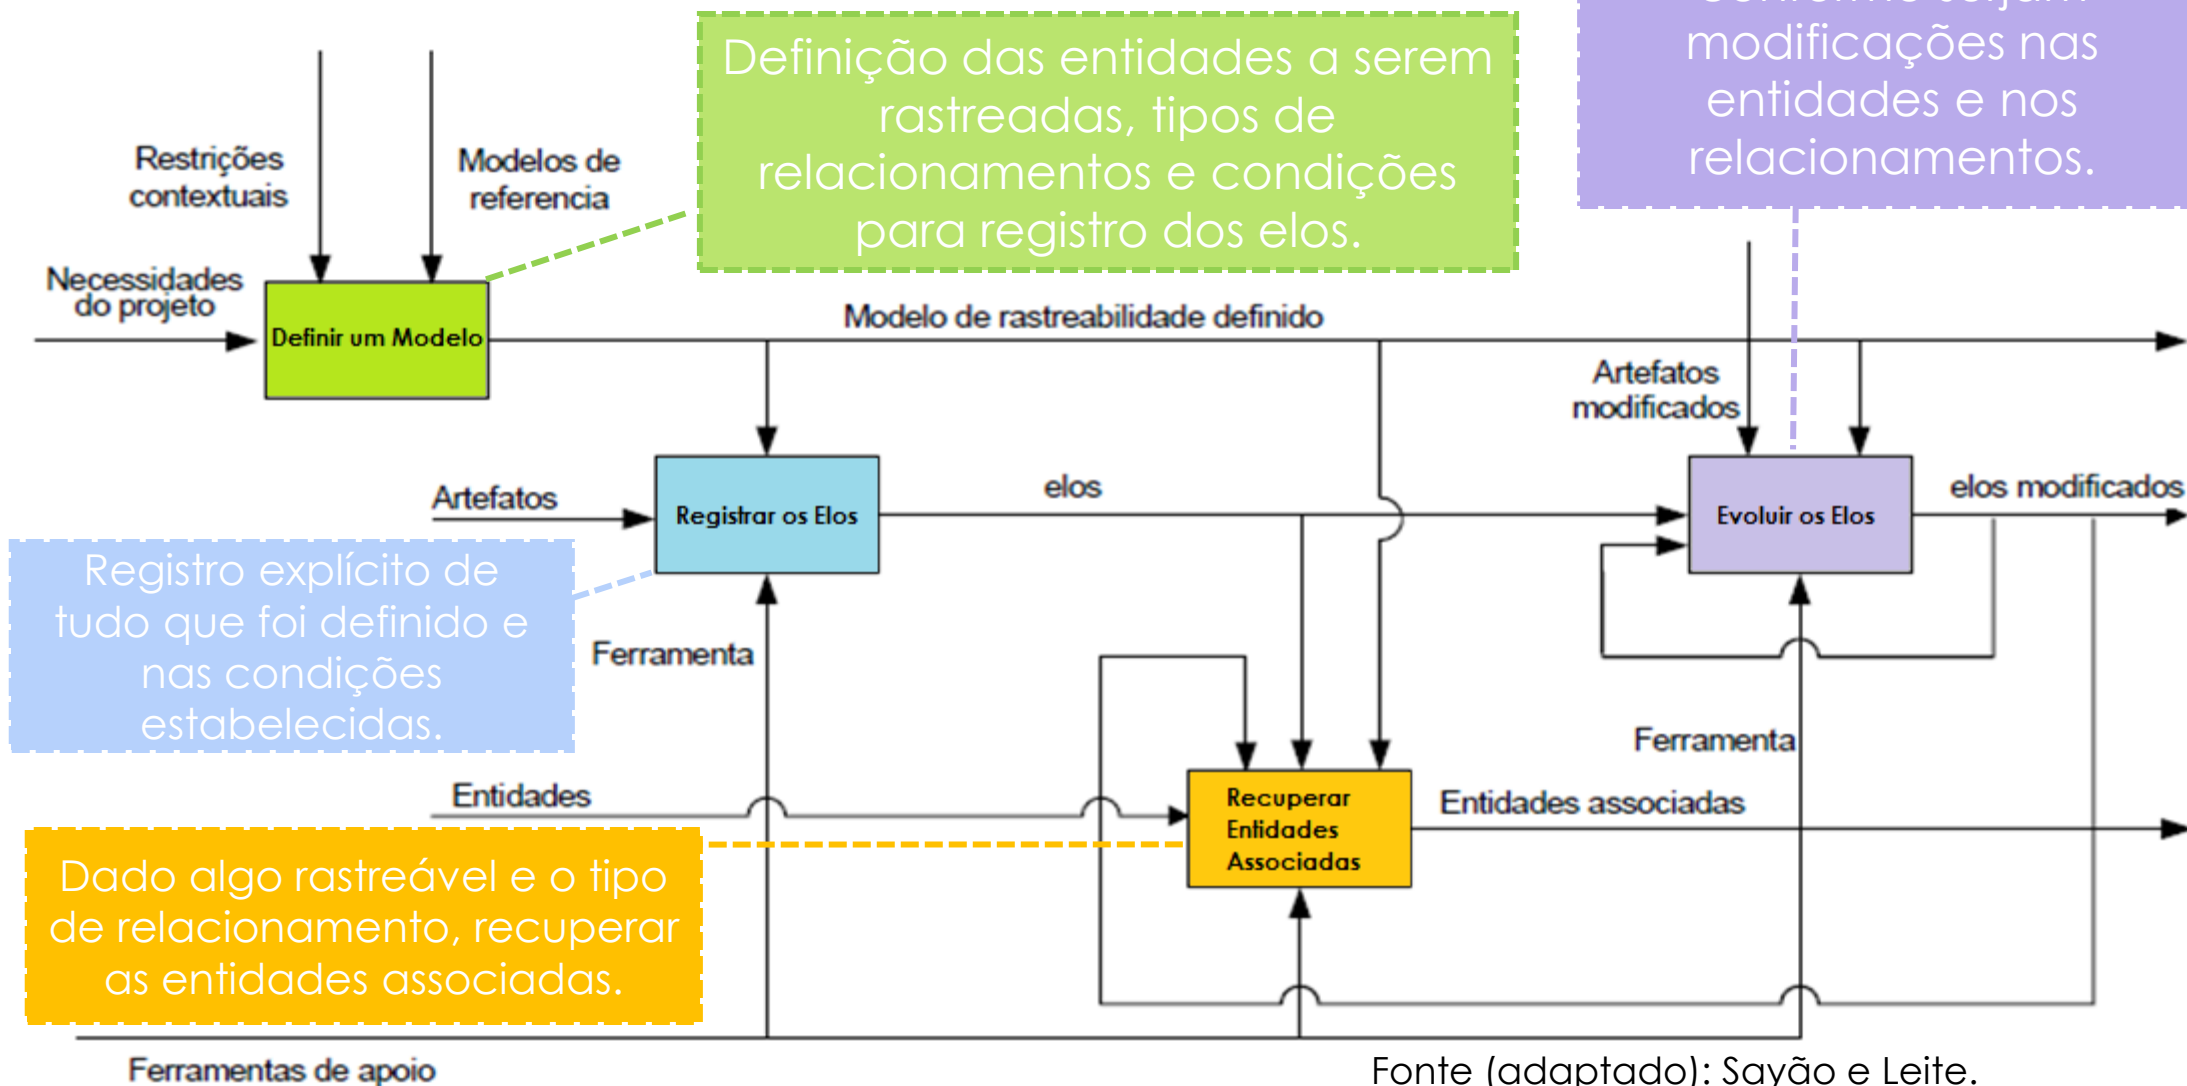 modificações nas
entidades e nos
relacionamentos.
Definição das entidades a serem
rastreadas, tipos de
relacionamentos e condições
para registro dos elos.
Restrições
contextuais
Modelos de
referencia
Necessidades
do projeto
Definir um Modelo
Modelo de rastreabilidade definido
Artefatos
modificados
Artefatos
Registrar os Elos
elos
Evoluir os Elos
elos modificados
Registro explícito de
tudo que foi definido e
nas condições
estabelecidas.
Ferramenta
Ferramenta
Entidades
Recuperar
Entidades
Associadas
Entidades associadas
Dado algo rastreável e o tipo
de relacionamento, recuperar
as entidades associadas.
Ferramentas de apoio
Fonte (adaptado): Sayão e Leite.